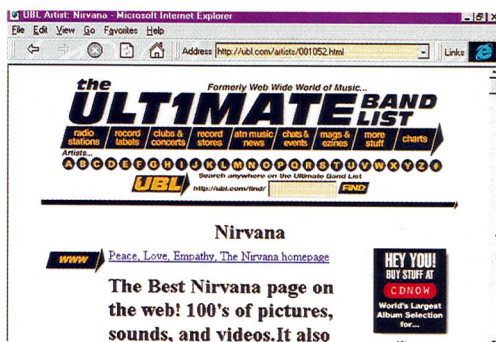 UBL Artist: Nirvana - Microsoft Internet Explorer
File Edit View Go Favorites Help
Address http://ubl.com/artists/001052.html Links
Formerly Web Wide World of Music...
the ULT1MATE BAND LIST
radio stations record labels clubs & concerts record stores atn music news chats & events mags & ezines more stuff charts
Artists...
A B C D E F G H I J K L M N O P Q R S T U V W X Y Z #
Search anywhere on the Ultimate Band List
UBL http://ubl.com/find/ FIND
Nirvana
WWW Peace, Love, Empathy, The Nirvana homepage
The Best Nirvana page on
the web! 100's of pictures,
sounds, and videos.It also
HEY YOU!
BUY STUFF AT
CDNOW
World's Largest
Album Selection
for...